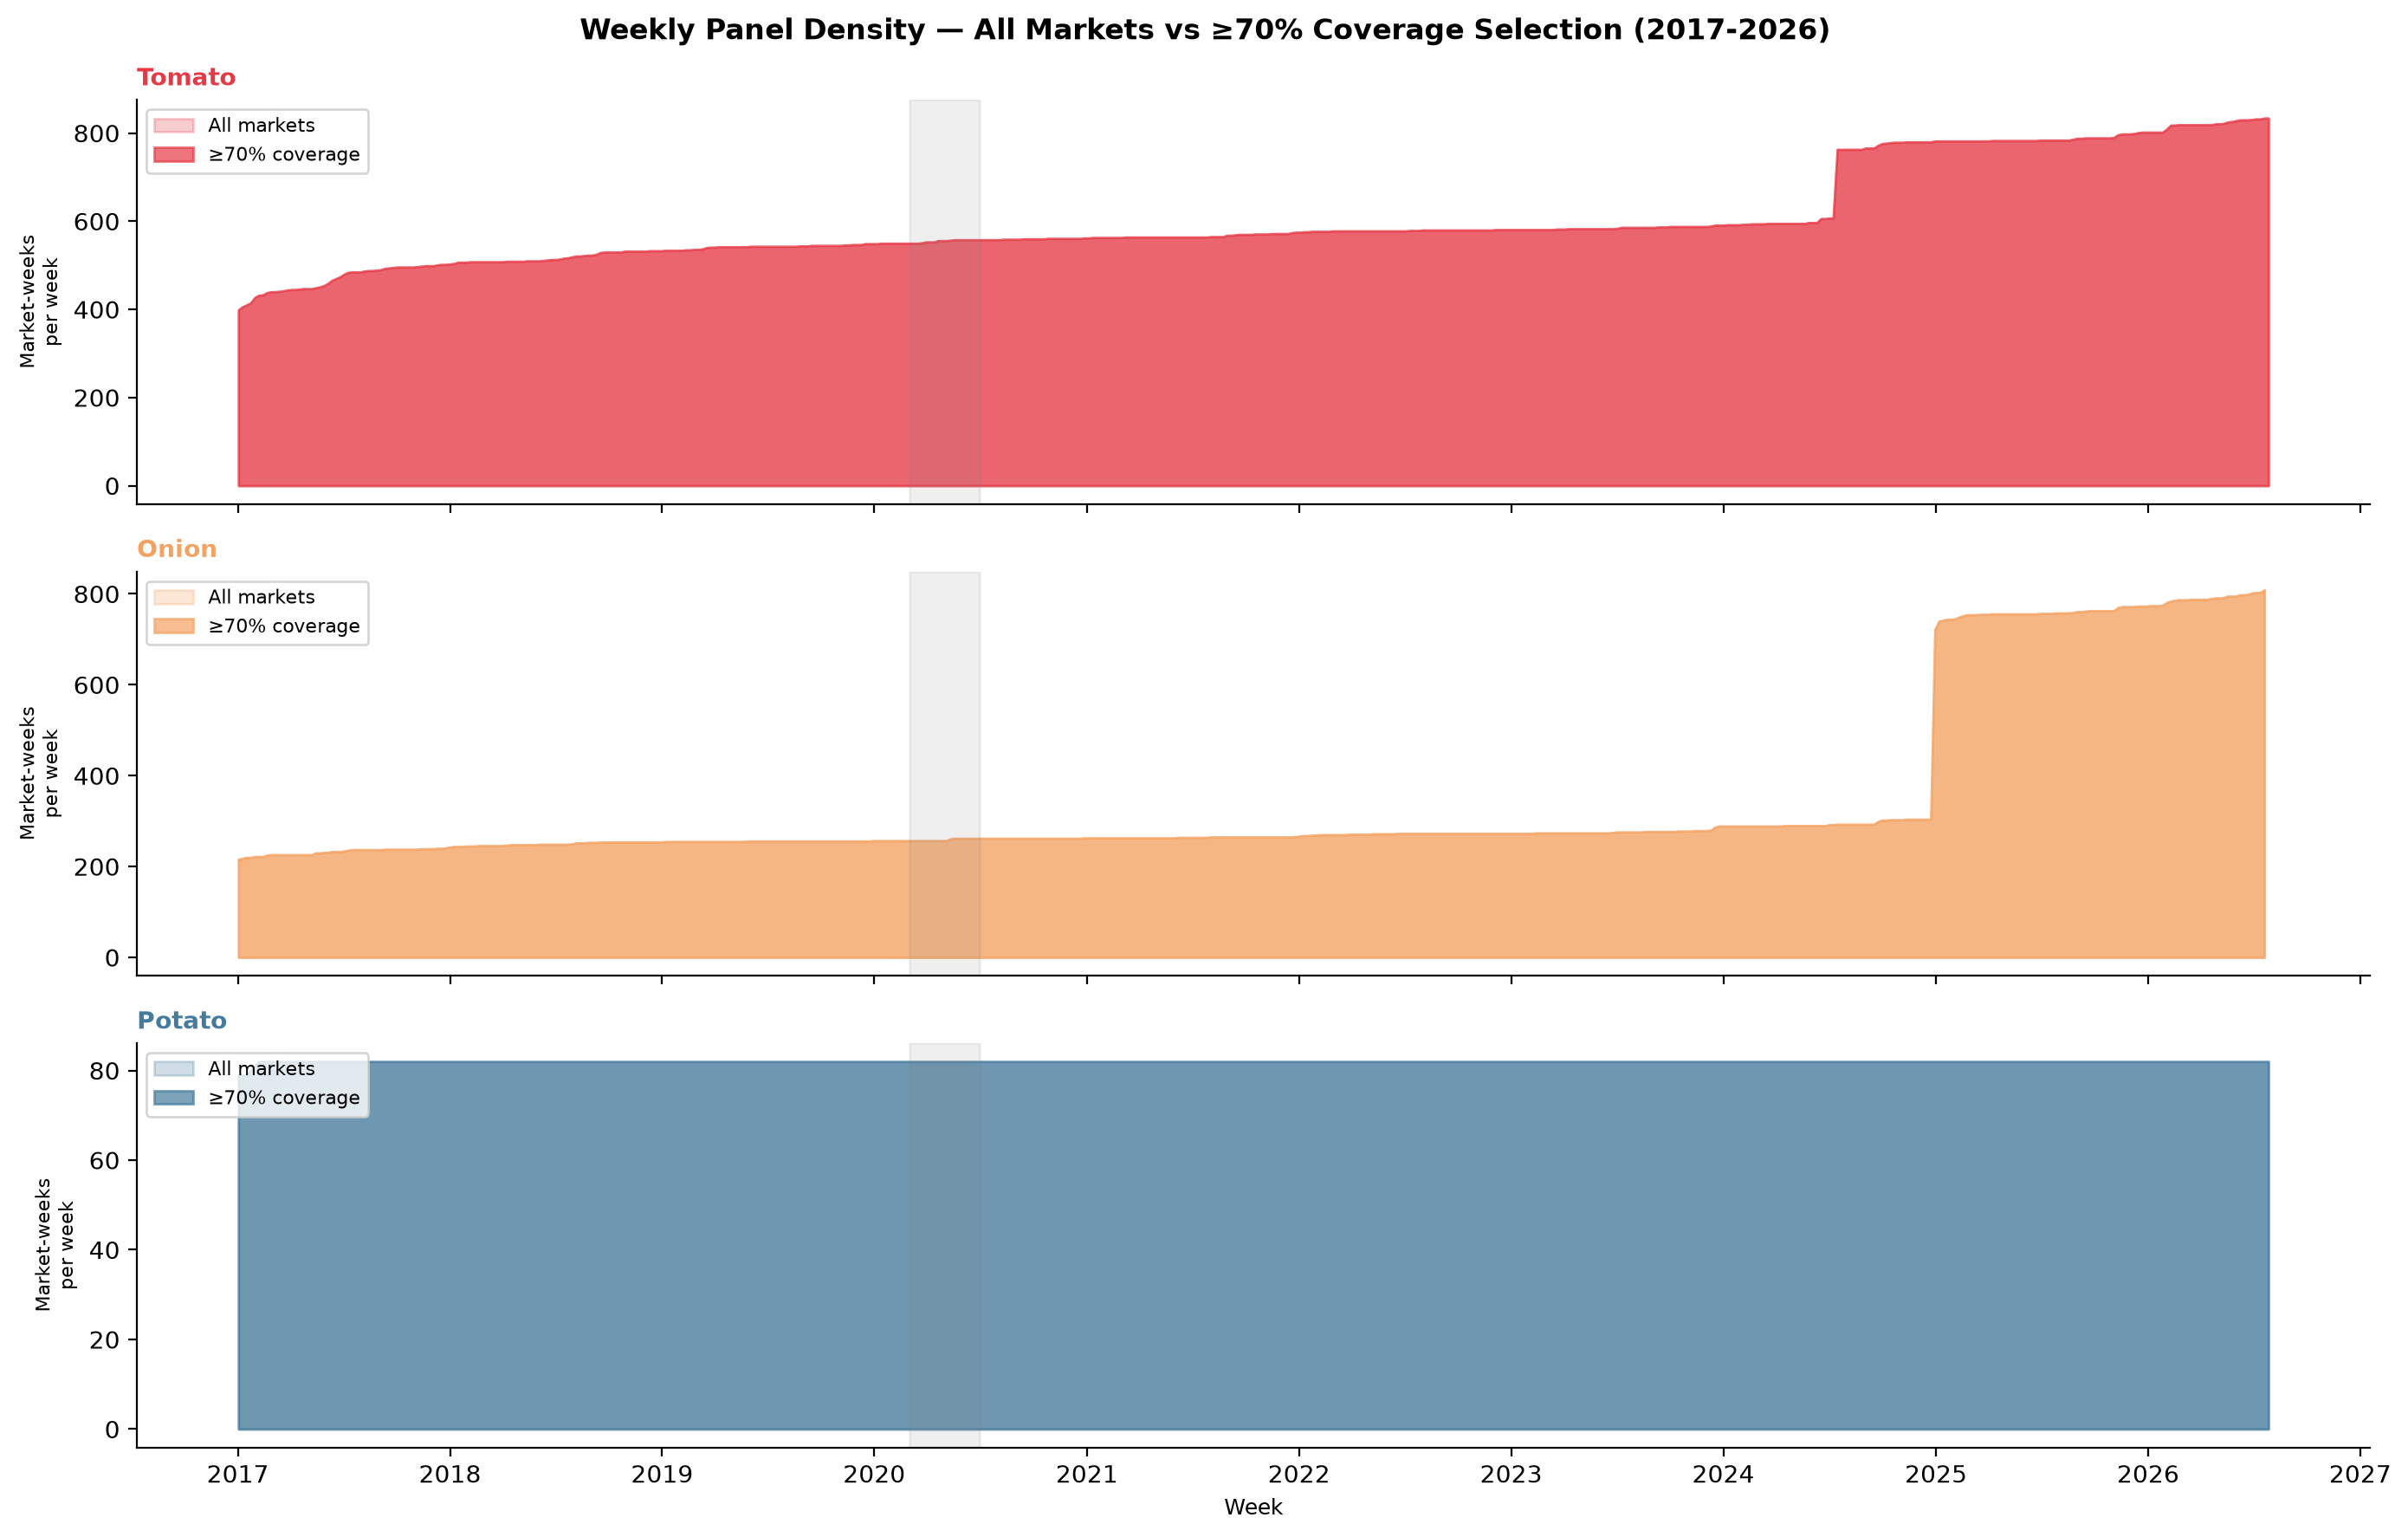 Weekly Panel Density — All Markets vs ≥70% Coverage Selection (2017-2026)
Tomato
All markets
≥70% coverage
Market-weeks
per week
800
600
400
200
0
Onion
All markets
≥70% coverage
Market-weeks
per week
800
600
400
200
0
Potato
All markets
≥70% coverage
Market-weeks
per week
80
60
40
20
0
2017 2018 2019 2020 2021 2022 2023 2024 2025 2026 2027
Week